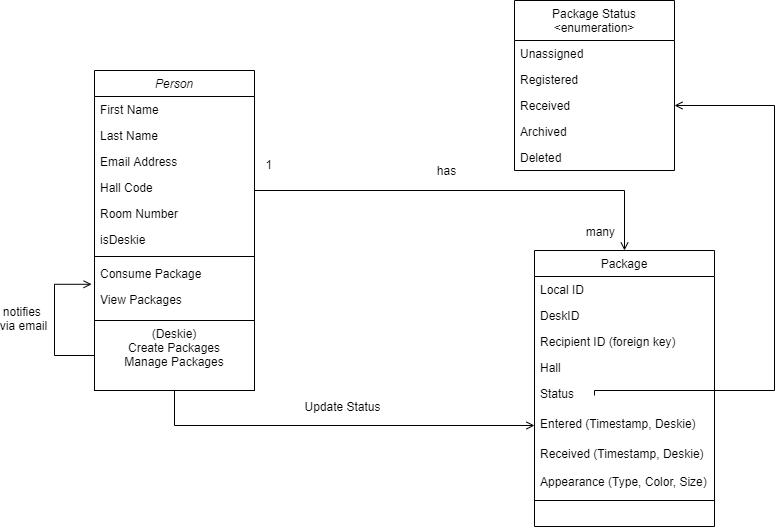 Package Status
<enumeration>
Unassigned
Registered
Received
Archived
Deleted
Person
First Name
Last Name
Email Address
Hall Code
Room Number
isDeskie
Consume Package
View Packages
(Deskie)
Create Packages
Manage Packages
notifies
via email
1
has
many
Update Status
Package
Local ID
DeskID
Recipient ID (foreign key)
Hall
Status
Entered (Timestamp, Deskie)
Received (Timestamp, Deskie)
Appearance (Type, Color, Size)